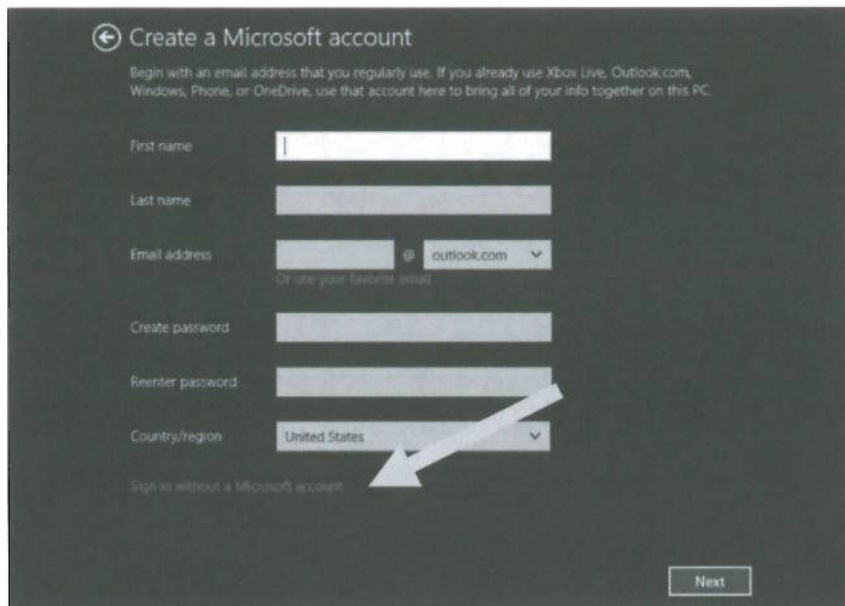 Create a Microsoft account
Begin with an email address that you regularly use. If you already use Xbox Live, Outlook.com,
Windows, Phone, or OneDrive, use that account here to bring all of your info together on this PC.
First name
Last name
Email address @ outlook.com
Or use your favorite email
Create password
Reenter password
Country/region United States
Sign in without a Microsoft account
Next